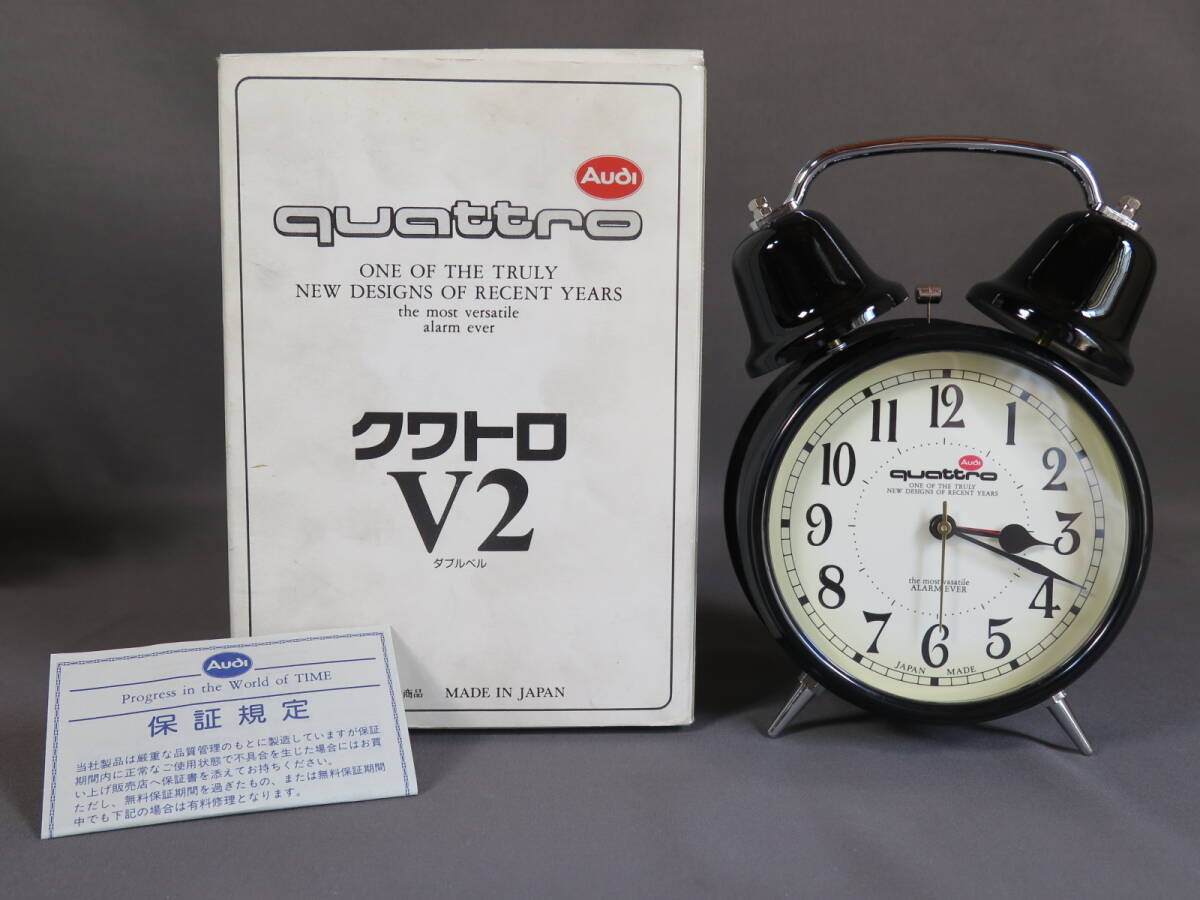 Audi
quattro
ONE OF THE TRULY
NEW DESIGNS OF RECENT YEARS
the most versatile
alarm ever
クワトロ
V2
ダブルベル
商品 MADE IN JAPAN
Audi
Progress in the World of TIME
保証規定
当社製品は厳重な品質管理のもとに製造していますが保証
期間内に正常なご使用状態で不具合を生じた場合にはお買
い上げ販売店へ保証書を添えてお持ちください。
ただし、無料保証期間を過ぎたもの、または無料保証期間
中でも下記の場合は有料修理となります。
12
1
2
3
4
5
6
7
8
9
10
11
Audi
quattro
ONE OF THE TRULY
NEW DESIGNS OF RECENT YEARS
the most vasatile
ALARM EVER
JAPAN MADE